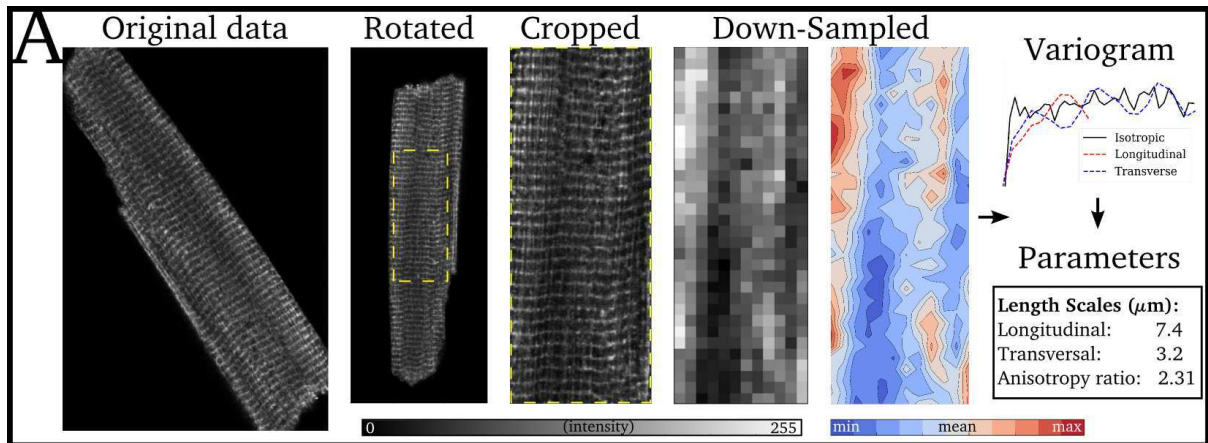 A
Original data
Rotated
Cropped
Down-Sampled
Variogram
Isotropic
Longitudinal
Transverse
Parameters
Length Scales (μm):
Longitudinal: 7.4
Transversal: 3.2
Anisotropy ratio: 2.31
0 (intensity) 255
min mean max